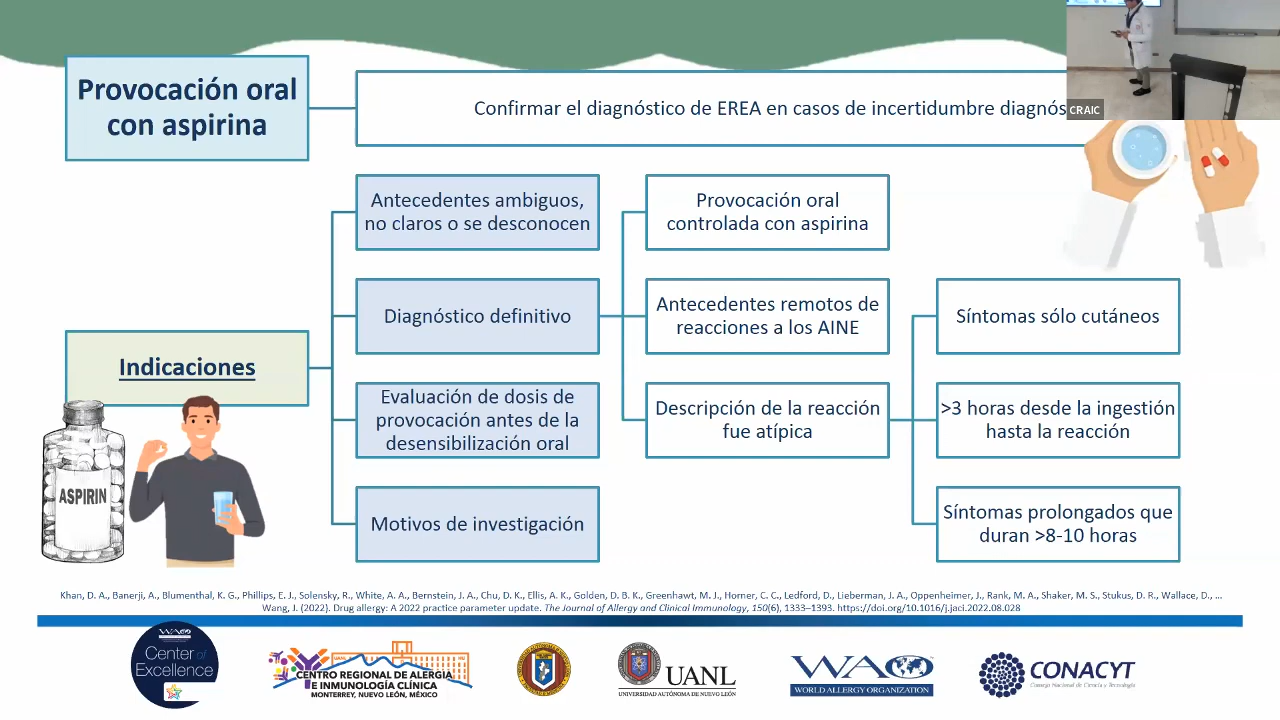 Provocación oral
con aspirina
Confirmar el diagnóstico de EREA en casos de incertidumbre diagnós
CRAIC
Antecedentes ambiguos,
no claros o se desconocen
Provocación oral
controlada con aspirina
Diagnóstico definitivo
Antecedentes remotos de
reacciones a los AINE
Síntomas sólo cutáneos
Indicaciones
Evaluación de dosis de
provocación antes de la
desensibilización oral
Descripción de la reacción
fue atípica
>3 horas desde la ingestión
hasta la reacción
Motivos de investigación
Síntomas prolongados que
duran >8-10 horas
ASPIRIN
Khan, D. A., Banerji, A., Blumenthal, K. G., Phillips, E. J., Solensky, R., White, A. A., Bernstein, J. A., Chu, D. K., Ellis, A. K., Golden, D. B. K., Greenhawt, M. J., Horner, C. C., Ledford, D., Lieberman, J. A., Oppenheimer, J., Rank, M. A., Shaker, M. S., Stukus, D. R., Wallace, D., …
Wang, J. (2022). Drug allergy: A 2022 practice parameter update. The Journal of Allergy and Clinical Immunology, 150(6), 1333–1393. https://doi.org/10.1016/j.jaci.2022.08.028
WAO
Center of
Excellence
CENTRO REGIONAL DE ALERGIA
E INMUNOLOGÍA CLÍNICA
MONTERREY, NUEVO LEÓN, MÉXICO
UANL
UNIVERSIDAD AUTÓNOMA DE NUEVO LEÓN
WAO
WORLD ALLERGY ORGANIZATION
CONACYT
Consejo Nacional de Ciencia y Tecnología